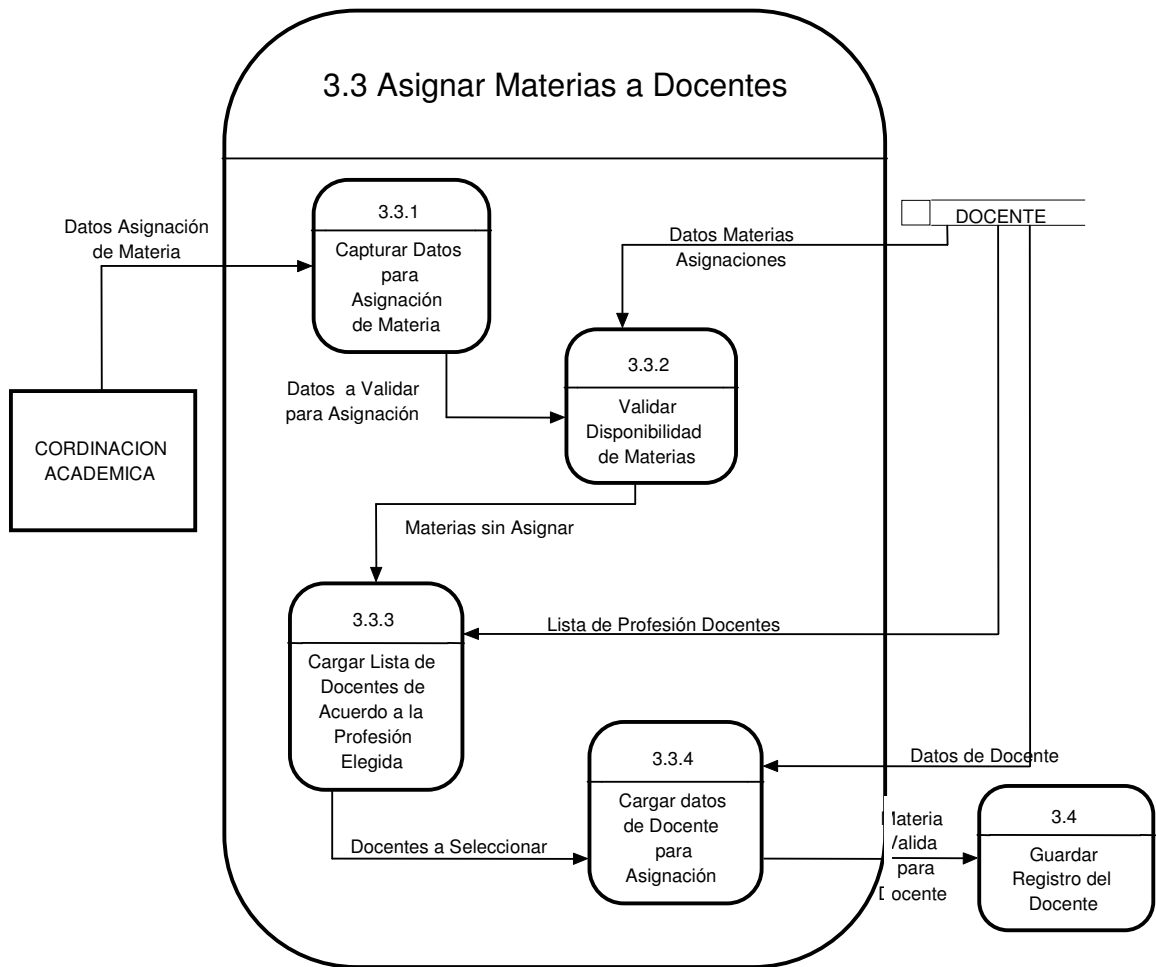 3.3 Asignar Materias a Docentes
3.3.1
Capturar Datos
para
Asignación
de Materia
Datos Asignación
de Materia
DOCENTE
Datos Materias
Asignaciones
3.3.2
Validar
Disponibilidad
de Materias
Datos a Validar
para Asignación
CORDINACION
ACADEMICA
Materias sin Asignar
3.3.3
Cargar Lista de
Docentes de
Acuerdo a la
Profesión
Elegida
Lista de Profesión Docentes
3.3.4
Cargar datos
de Docente
para
Asignación
Datos de Docente
Docentes a Seleccionar
Materia
Valida
para
Docente
3.4
Guardar
Registro del
Docente